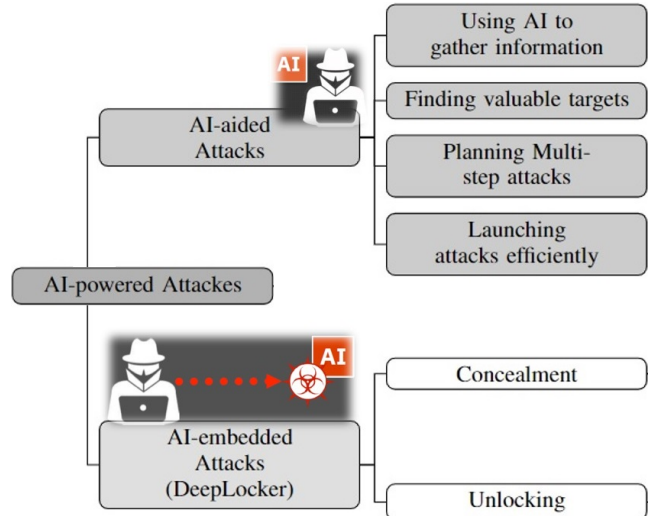 Using AI to
gather information
AI
Finding valuable targets
AI-aided
Attacks
Planning Multi-
step attacks
Launching
attacks efficiently
AI-powered Attackes
AI
Concealment
AI-embedded
Attacks
(DeepLocker)
Unlocking